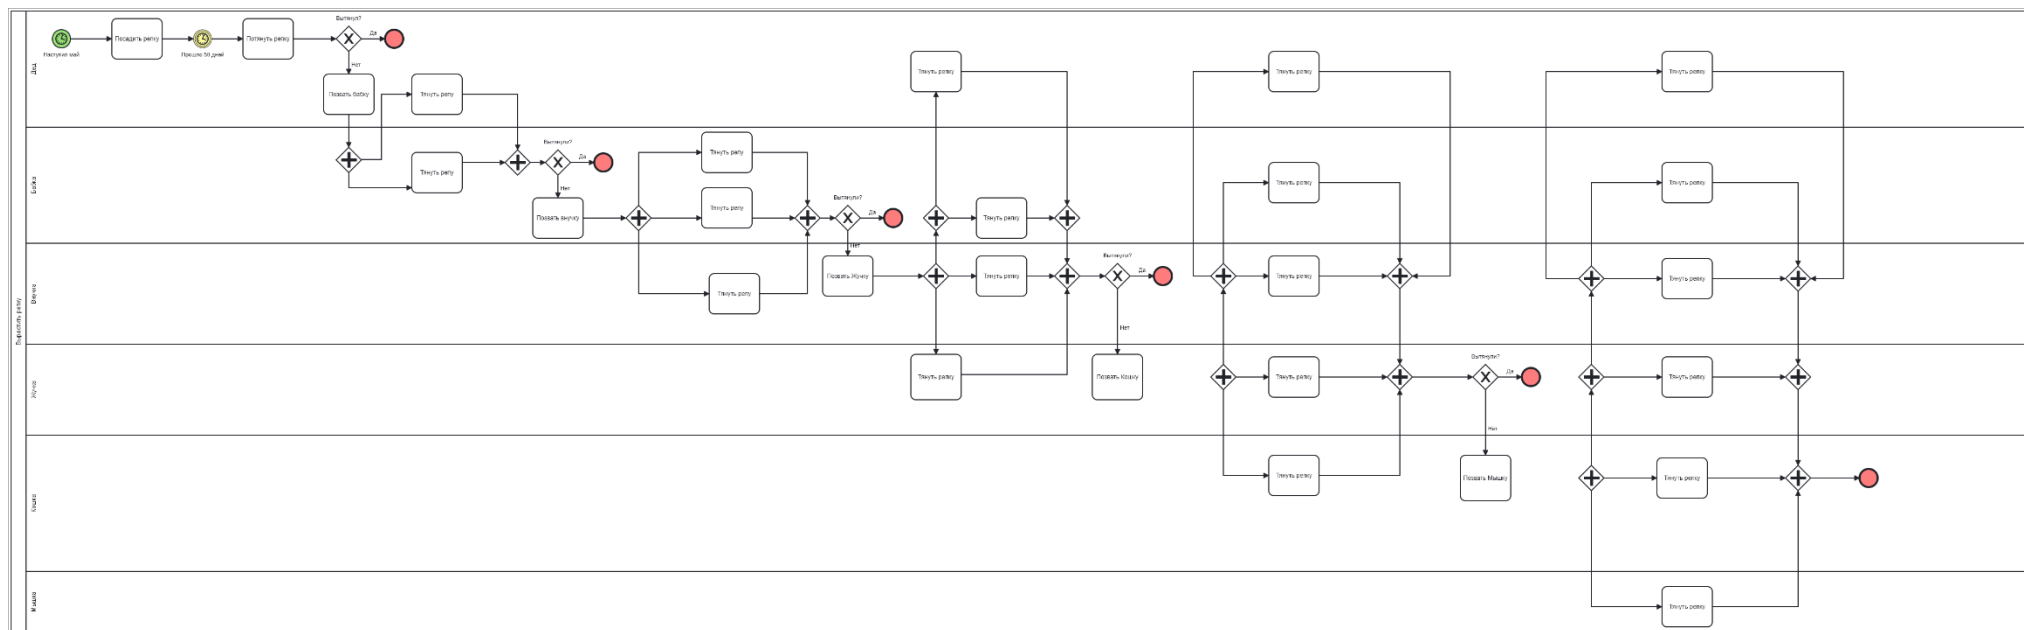 Вырастить репку
Дед
Бабка
Внучка
Жучка
Кошка
Мышка
Наступил май
Посадить репку
Прошло 50 дней
Потянуть репку
Вытянул?
Да
Нет
Позвать бабку
Тянуть репу
Тянуть репу
Вытянули?
Да
Нет
Позвать внучку
Тянуть репу
Тянуть репу
Тянуть репу
Вытянули?
Да
Нет
Позвать Жучку
Тянуть репку
Тянуть репку
Тянуть репку
Тянуть репку
Вытянули?
Да
Нет
Позвать Кошку
Тянуть репку
Тянуть репку
Тянуть репку
Тянуть репку
Тянуть репку
Вытянули?
Да
Нет
Позвать Мышку
Тянуть репку
Тянуть репку
Тянуть репку
Тянуть репку
Тянуть репку
Тянуть репку